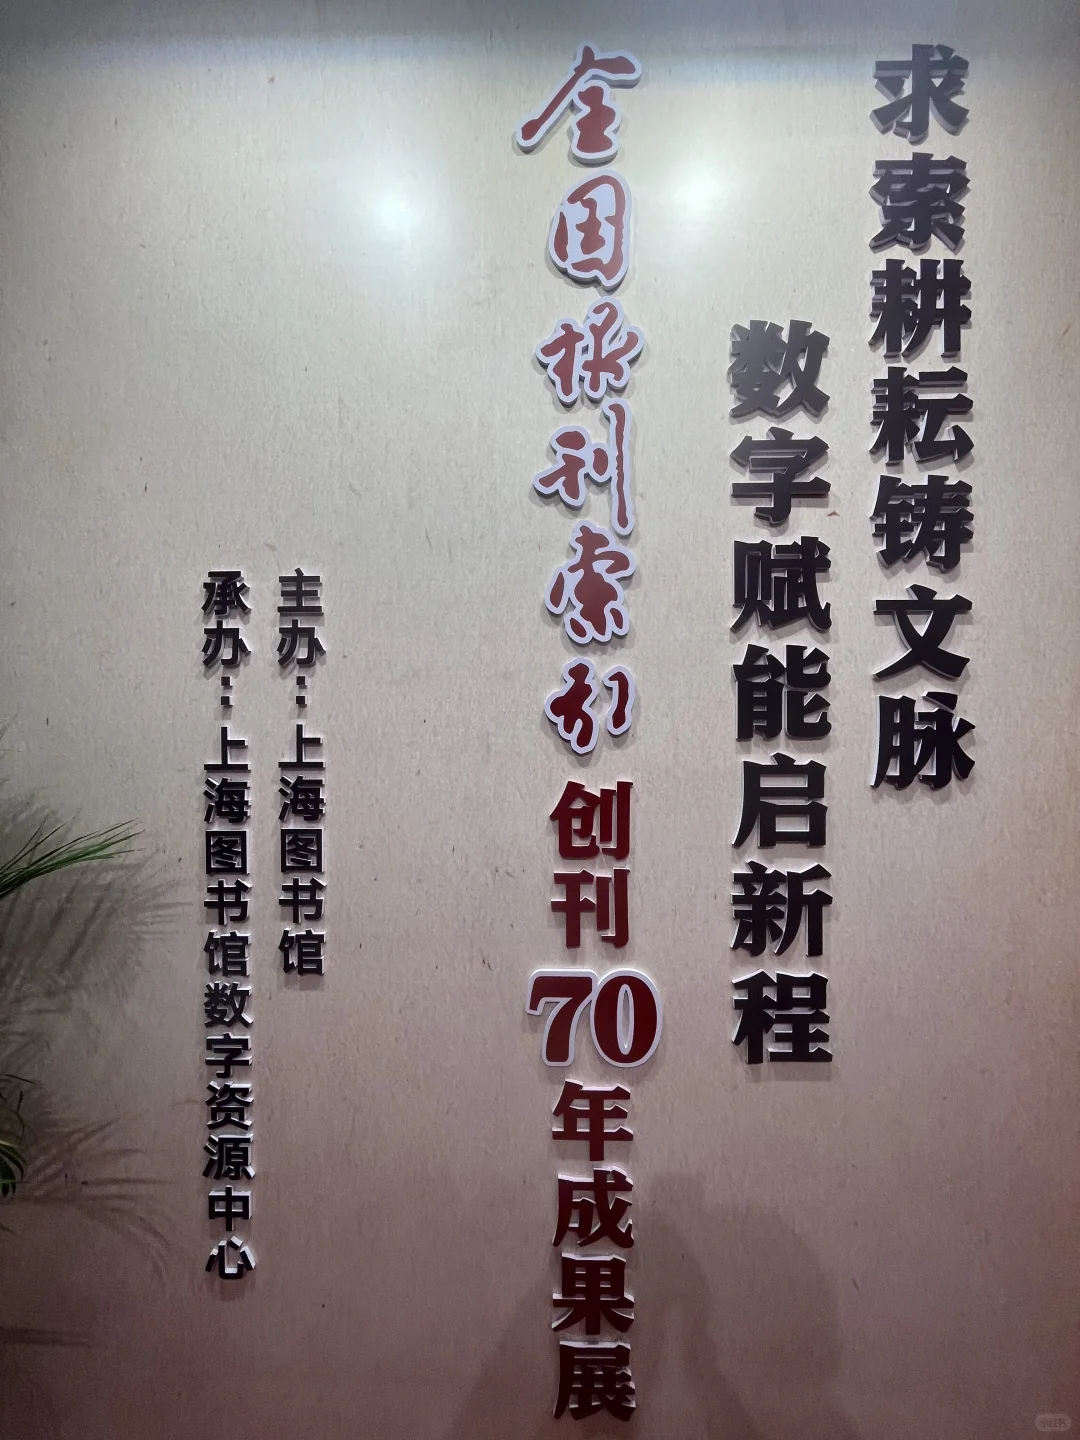 求索耕耘铸文脉
数字赋能启新程
全国报刊索引创刊70年成果展
主办：上海图书馆
承办：上海图书馆数字资源中心